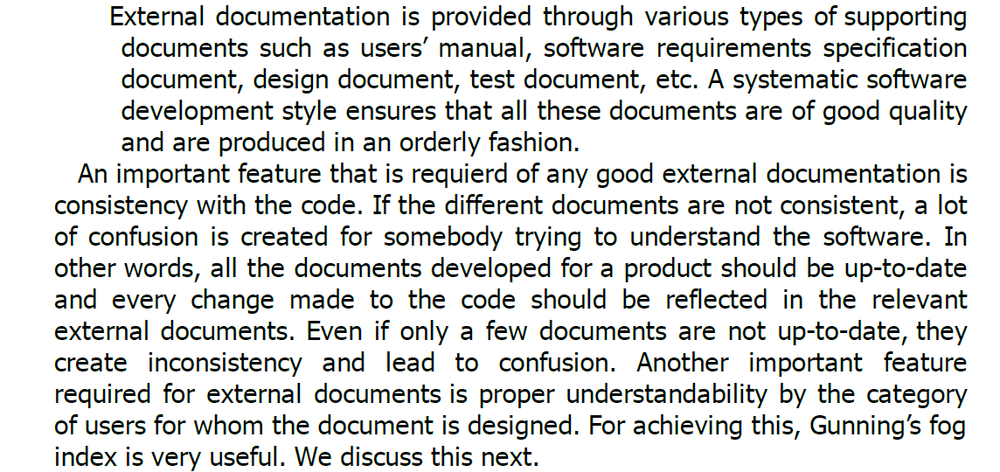 External documentation is provided through various types of supporting
documents such as users’ manual, software requirements specification
document, design document, test document, etc. A systematic software
development style ensures that all these documents are of good quality
and are produced in an orderly fashion.
An important feature that is requierd of any good external documentation is
consistency with the code. If the different documents are not consistent, a lot
of confusion is created for somebody trying to understand the software. In
other words, all the documents developed for a product should be up-to-date
and every change made to the code should be reflected in the relevant
external documents. Even if only a few documents are not up-to-date, they
create inconsistency and lead to confusion. Another important feature
required for external documents is proper understandability by the category
of users for whom the document is designed. For achieving this, Gunning’s fog
index is very useful. We discuss this next.